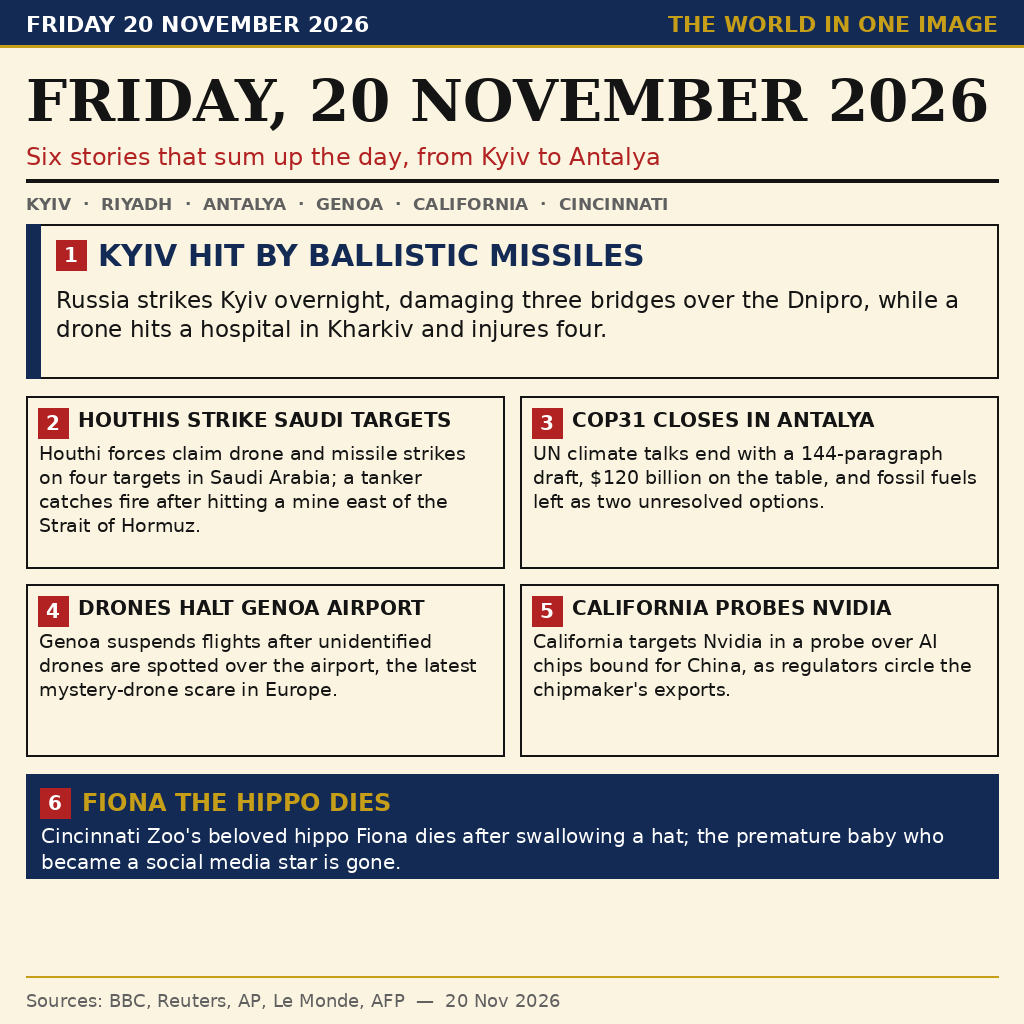 FRIDAY 20 NOVEMBER 2026
THE WORLD IN ONE IMAGE
FRIDAY, 20 NOVEMBER 2026
Six stories that sum up the day, from Kyiv to Antalya
KYIV · RIYADH · ANTALYA · GENOA · CALIFORNIA · CINCINNATI
1 KYIV HIT BY BALLISTIC MISSILES
Russia strikes Kyiv overnight, damaging three bridges over the Dnipro, while a
drone hits a hospital in Kharkiv and injures four.
2 HOUTHIS STRIKE SAUDI TARGETS
Houthi forces claim drone and missile strikes
on four targets in Saudi Arabia; a tanker
catches fire after hitting a mine east of the
Strait of Hormuz.
3 COP31 CLOSES IN ANTALYA
UN climate talks end with a 144-paragraph
draft, $120 billion on the table, and fossil fuels
left as two unresolved options.
4 DRONES HALT GENOA AIRPORT
Genoa suspends flights after unidentified
drones are spotted over the airport, the latest
mystery-drone scare in Europe.
5 CALIFORNIA PROBES NVIDIA
California targets Nvidia in a probe over AI
chips bound for China, as regulators circle the
chipmaker's exports.
6 FIONA THE HIPPO DIES
Cincinnati Zoo's beloved hippo Fiona dies after swallowing a hat; the premature baby who
became a social media star is gone.
Sources: BBC, Reuters, AP, Le Monde, AFP — 20 Nov 2026